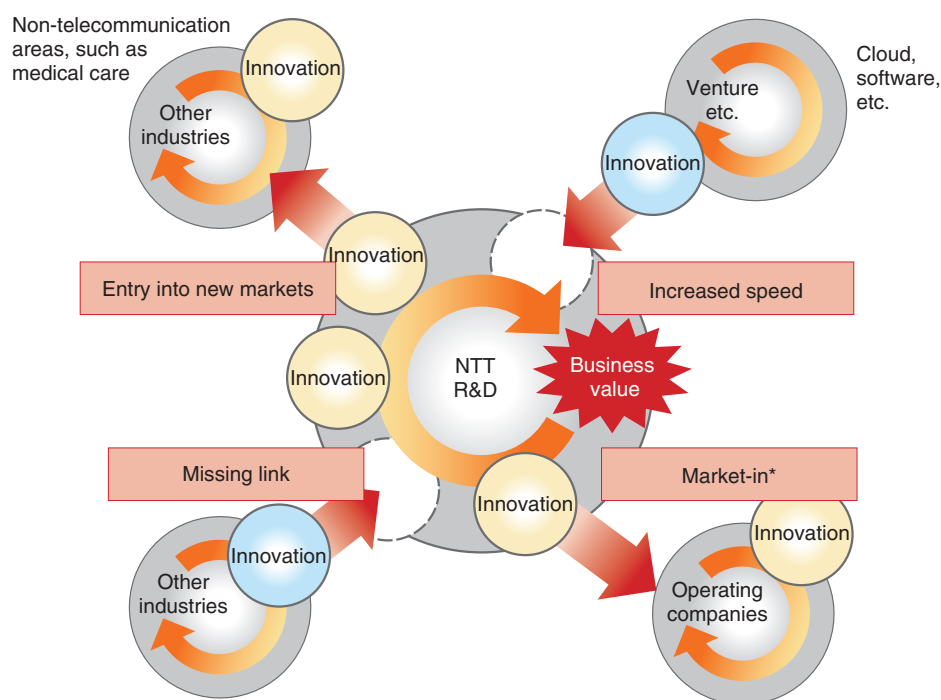 Non-telecommunication
areas, such as
medical care
Innovation
Other
industries
Cloud,
software,
etc.
Venture
etc.
Innovation
Innovation
Entry into new markets
Increased speed
Innovation
NTT
R&D
Business
value
Missing link
Market-in*
Innovation
Innovation
Innovation
Other
industries
Operating
companies